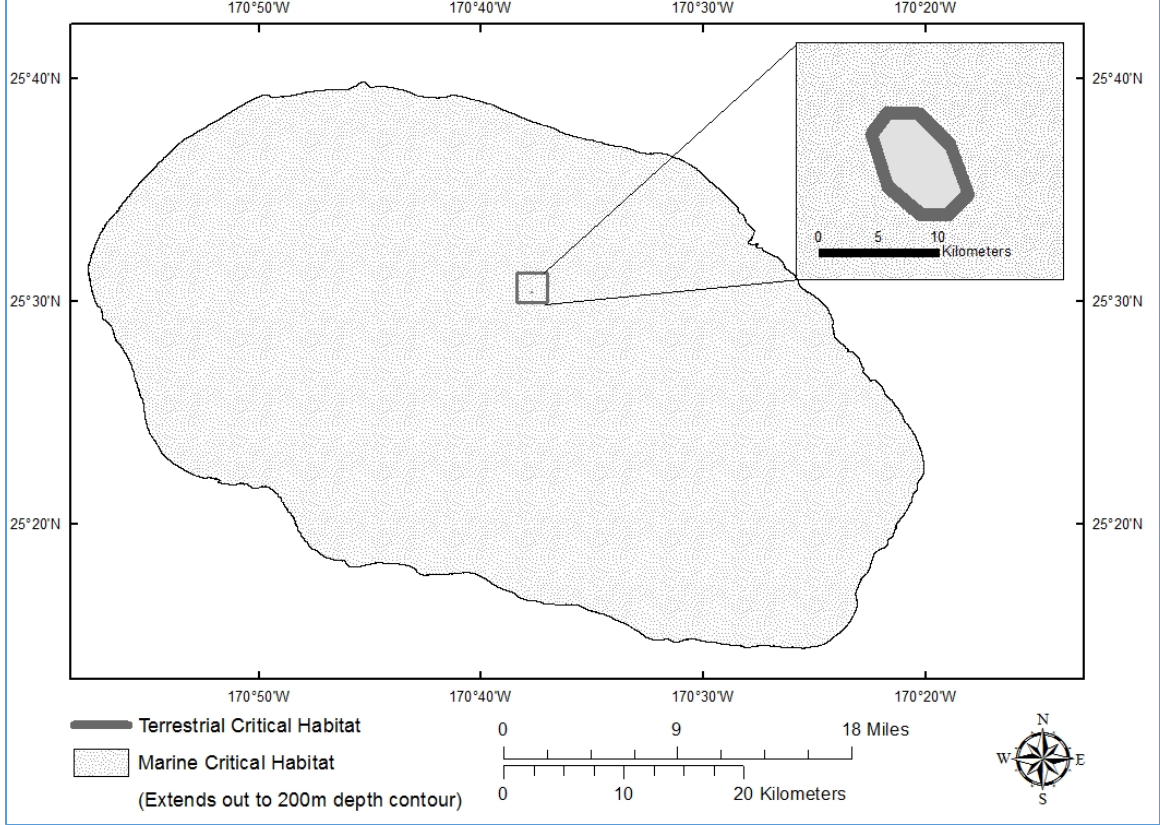 170°50'W 170°40'W 170°30'W 170°20'W
25°40'N 25°40'N
0 5 10
Kilometers
25°30'N 25°30'N
25°20'N 25°20'N
170°50'W 170°40'W 170°30'W 170°20'W
Terrestrial Critical Habitat
Marine Critical Habitat
(Extends out to 200m depth contour)
0 9 18 Miles
0 10 20 Kilometers
N
W E
S